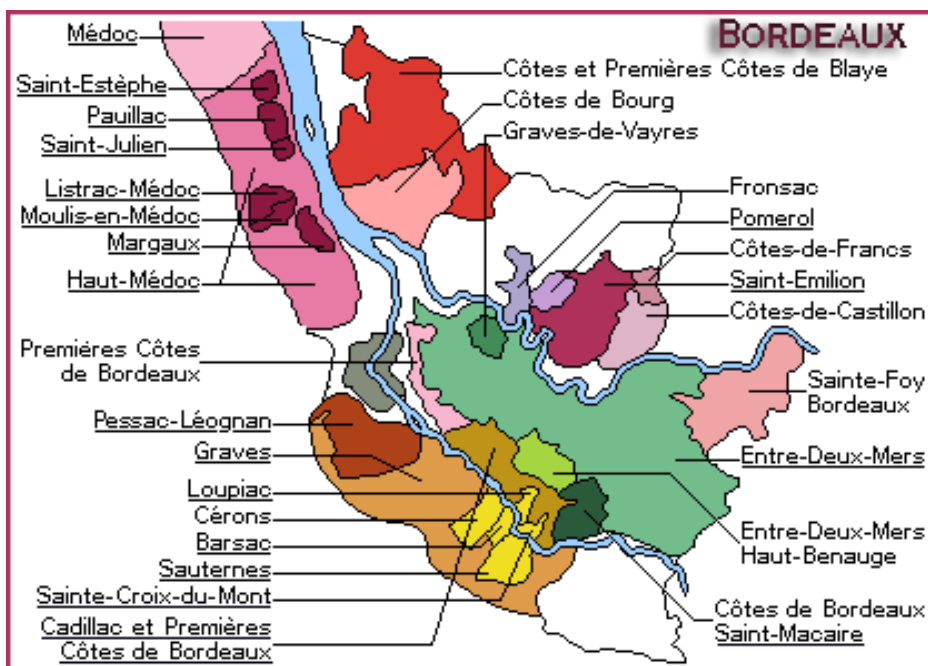 BORDEAUX
Médoc
Saint-Estèphe
Pauillac
Saint-Julien
Listrac-Médoc
Moulis-en-Médoc
Margaux
Haut-Médoc
Premiéres Côtes
de Bordeaux
Pessac-Léognan
Graves
Loupiac
Cérons
Barsac
Sauternes
Sainte-Croix-du-Mont
Cadillac et Premières
Côtes de Bordeaux
Côtes et Premières Côtes de Blaye
Côtes de Bourg
Graves-de-Vayres
Fronsac
Pomerol
Côtes-de-Francs
Saint-Emilion
Côtes-de-Castillon
Sainte-Foy
Bordeaux
Entre-Deux-Mers
Entre-Deux-Mers
Haut-Benauge
Côtes de Bordeaux
Saint-Macaire